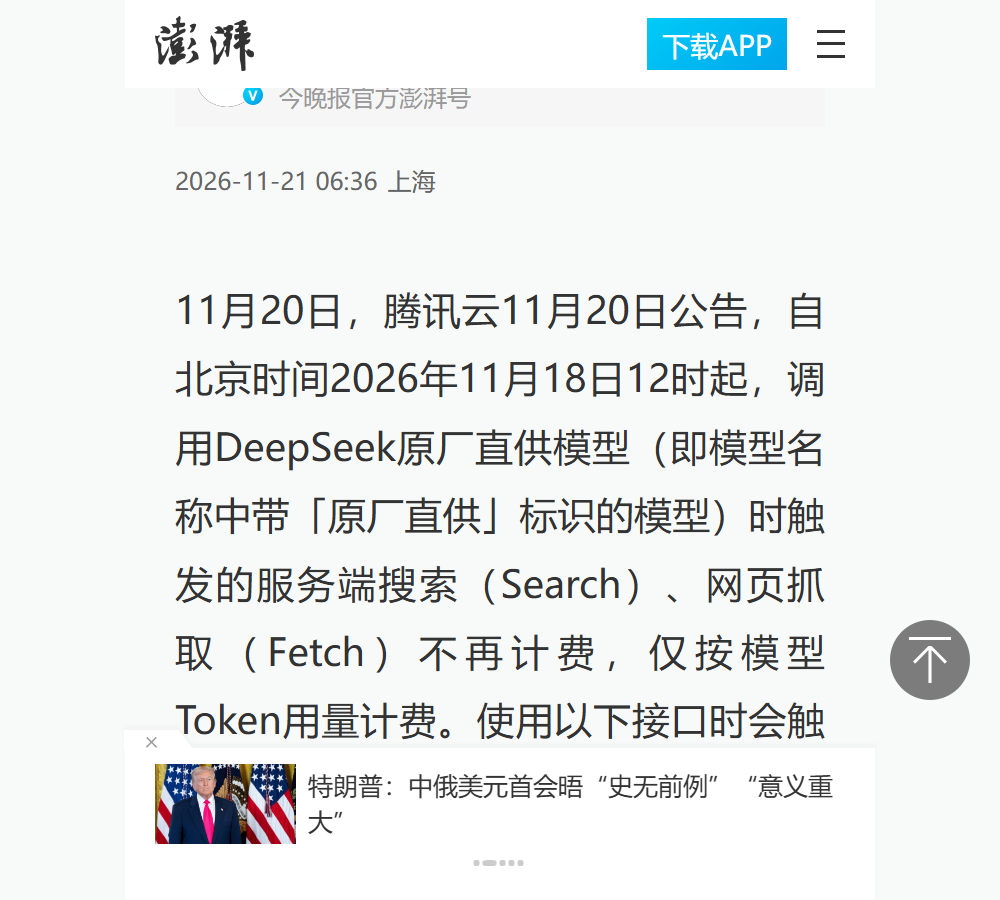 澎湃
下载APP
今晚报官方澎湃号
2026-11-21 06:36 上海
11月20日，腾讯云11月20日公告，自
北京时间2026年11月18日12时起，调
用DeepSeek原厂直供模型（即模型名
称中带「原厂直供」标识的模型）时触
发的服务端搜索（Search）、网页抓
取（Fetch）不再计费，仅按模型
Token用量计费。使用以下接口时会触
特朗普：中俄美元首会晤“史无前例” “意义重
大”